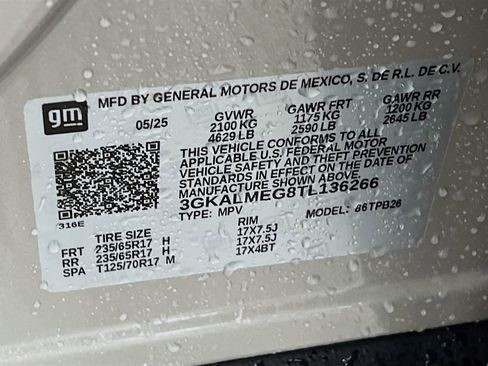 gm
MFD BY GENERAL MOTORS DE MEXICO, S. DE R.L. DE C.V.
05/25 GVWR GAWR FRT GAWR RR
2100 KG 1175 KG 1200 KG
4629 LB 2590 LB 2645 LB
THIS VEHICLE CONFORMS TO ALL
APPLICABLE U.S. FEDERAL MOTOR
VEHICLE SAFETY AND THEFT PREVENTION
STANDARDS IN EFFECT ON THE DATE OF
MANUFACTURE SHOWN ABOVE.
3GKALMEG8TL136266
TYPE: MPV MODEL: 86TPB26
316E
TIRE SIZE RIM
FRT 235/65R17 H 17X7.5J
RR 235/65R17 H 17X7.5J
SPA T125/70R17 M 17X4BT